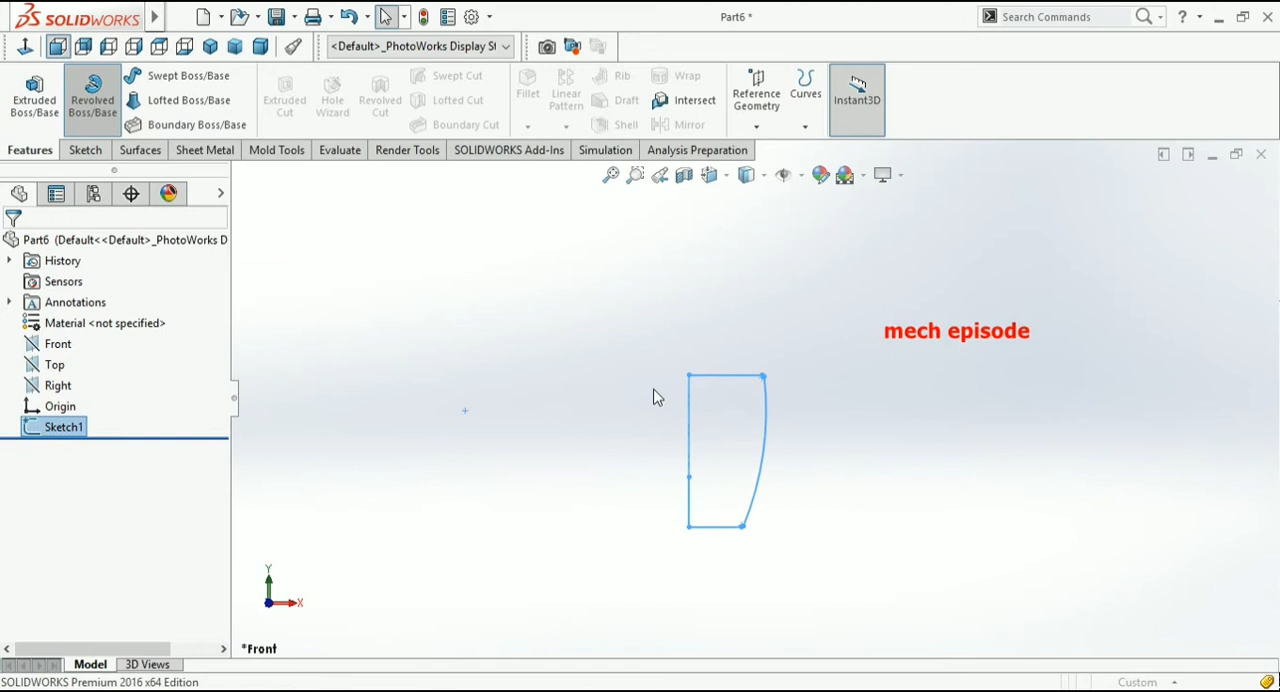 SOLIDWORKS
Part6 *
Search Commands
?
<Default>_PhotoWorks Display St
Extruded Boss/Base
Revolved Boss/Base
Swept Boss/Base
Lofted Boss/Base
Boundary Boss/Base
Extruded Cut
Hole Wizard
Revolved Cut
Swept Cut
Lofted Cut
Boundary Cut
Fillet
Linear Pattern
Rib
Draft
Shell
Wrap
Intersect
Mirror
Reference Geometry
Curves
Instant3D
Features
Sketch
Surfaces
Sheet Metal
Mold Tools
Evaluate
Render Tools
SOLIDWORKS Add-Ins
Simulation
Analysis Preparation
Part6 (Default<<Default>_PhotoWorks D
History
Sensors
Annotations
Material <not specified>
Front
Top
Right
Origin
Sketch1
mech episode
Y
X
*Front
Model
3D Views
SOLIDWORKS Premium 2016 x64 Edition
Custom